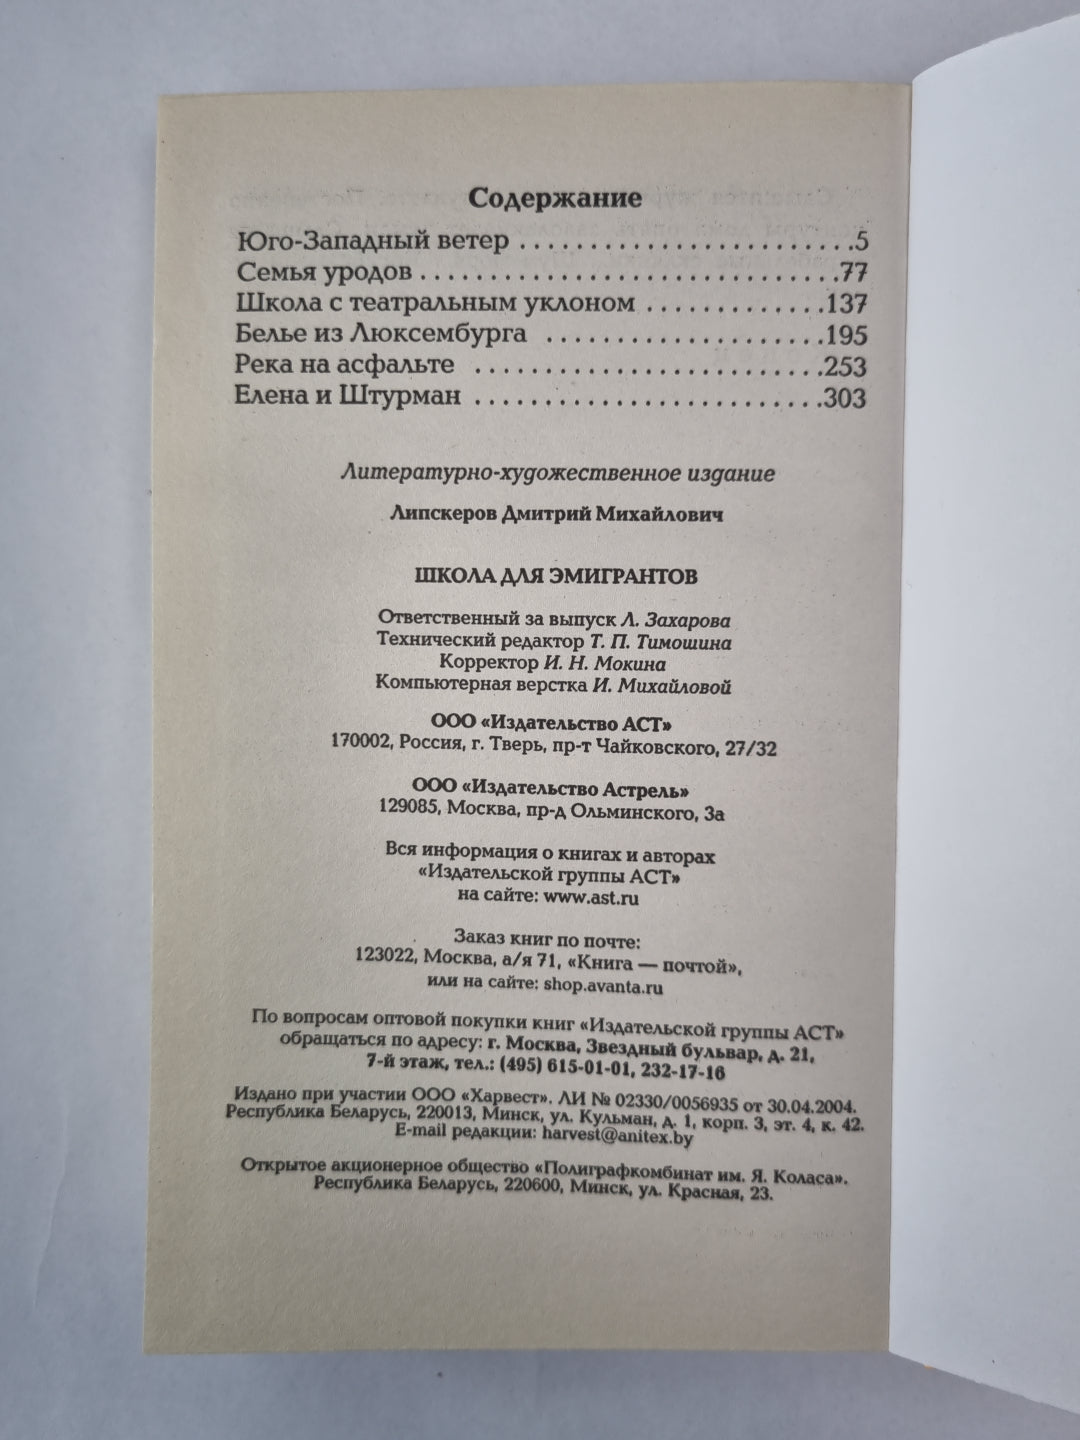 Содержание
Юго-Западный ветер . . . . . . . . . . . . . . . . . . . . . . . .5
Семья уродов . . . . . . . . . . . . . . . . . . . . . . . . . . . . . .77
Школа с театральным уклоном . . . . . . . . . . . . .137
Белье из Люксембурга . . . . . . . . . . . . . . . . . . . .195
Река на асфальте . . . . . . . . . . . . . . . . . . . . . . . . .253
Елена и Штурман . . . . . . . . . . . . . . . . . . . . . . . . .303
Литературно-художественное издание
Липскеров Дмитрий Михайлович
ШКОЛА ДЛЯ ЭМИГРАНТОВ
Ответственный за выпуск Л. Захарова
Технический редактор Т. П. Тимошина
Корректор И. Н. Мокина
Компьютерная верстка И. Михайловой
ООО «Издательство АСТ»
170002, Россия, г. Тверь, пр-т Чайковского, 27/32
ООО «Издательство Астрель»
129085, Москва, пр-д Ольминского, 3а
Вся информация о книгах и авторах
«Издательской группы АСТ»
на сайте: www.ast.ru
Заказ книг по почте:
123022, Москва, а/я 71, «Книга — почтой»,
или на сайте: shop.avanta.ru
По вопросам оптовой покупки книг «Издательской группы АСТ»
обращаться по адресу: г. Москва, Звездный бульвар, д. 21,
7-й этаж, тел.: (495) 615-01-01, 232-17-16
Издано при участии ООО «Харвест». ЛИ № 02330/0056935 от 30.04.2004.
Республика Беларусь, 220013, Минск, ул. Кульман, д. 1, корп. 3, эт. 4, к. 42.
E-mail редакции: harvest@anitex.by
Открытое акционерное общество «Полиграфкомбинат им. Я. Коласа».
Республика Беларусь, 220600, Минск, ул. Красная, 23.